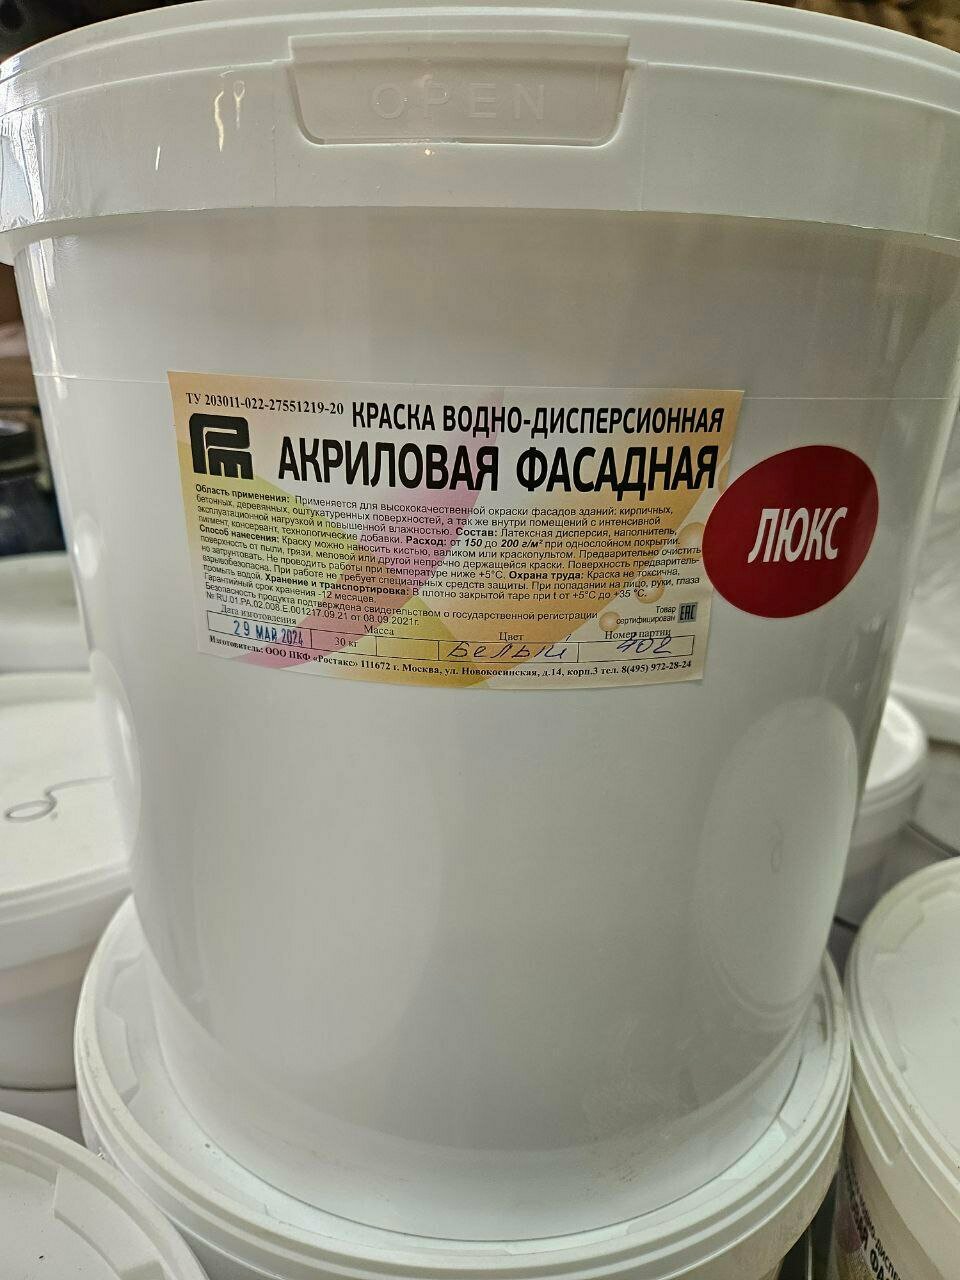 OPEN
ТУ 203011-022-27551219-20
КРАСКА ВОДНО-ДИСПЕРСИОННАЯ
АКРИЛОВАЯ ФАСАДНАЯ
Область применения: Применяется для высококачественной окраски фасадов зданий: кирпичных,
бетонных, деревянных, оштукатуренных поверхностей, а так же внутри помещений с интенсивной
эксплуатационной нагрузкой и повышенной влажностью. Состав: Латексная дисперсия, наполнитель,
пигмент, консервант, технологические добавки. Расход: от 150 до 200 г/м² при однослойном покрытии.
Способ нанесения: Краску можно наносить кистью, валиком или краскопультом. Предварительно очистить
поверхность от пыли, грязи, меловой или другой непрочно держащейся краски. Поверхность предваритель-
но загрунтовать. Не проводить работы при температуре ниже +5°С. Охрана труда: Краска не токсична,
взрывобезопасна. При работе не требует специальных средств защиты. При попадании на лицо, руки, глаза
промыть водой. Хранение и транспортировка: В плотно закрытой таре при t от +5°С до +35 °С.
Гарантийный срок хранения -12 месяцев.
Безопасность продукта подтверждена свидетельством о государственной регистрации
№ RU.01.РА.02.008.Е.001217.09.21 от 08.09.2021г.
Товар
сертифицирован
ЕАС
Дата изготовления Масса Цвет Номер партии
29 МАЯ 2024 30 кг Белый 402
Изготовитель: ООО ПКФ «Ростакс» 111672 г. Москва, ул. Новокосинская, д.14, корп.3 тел. 8(495) 972-28-24
ЛЮКС